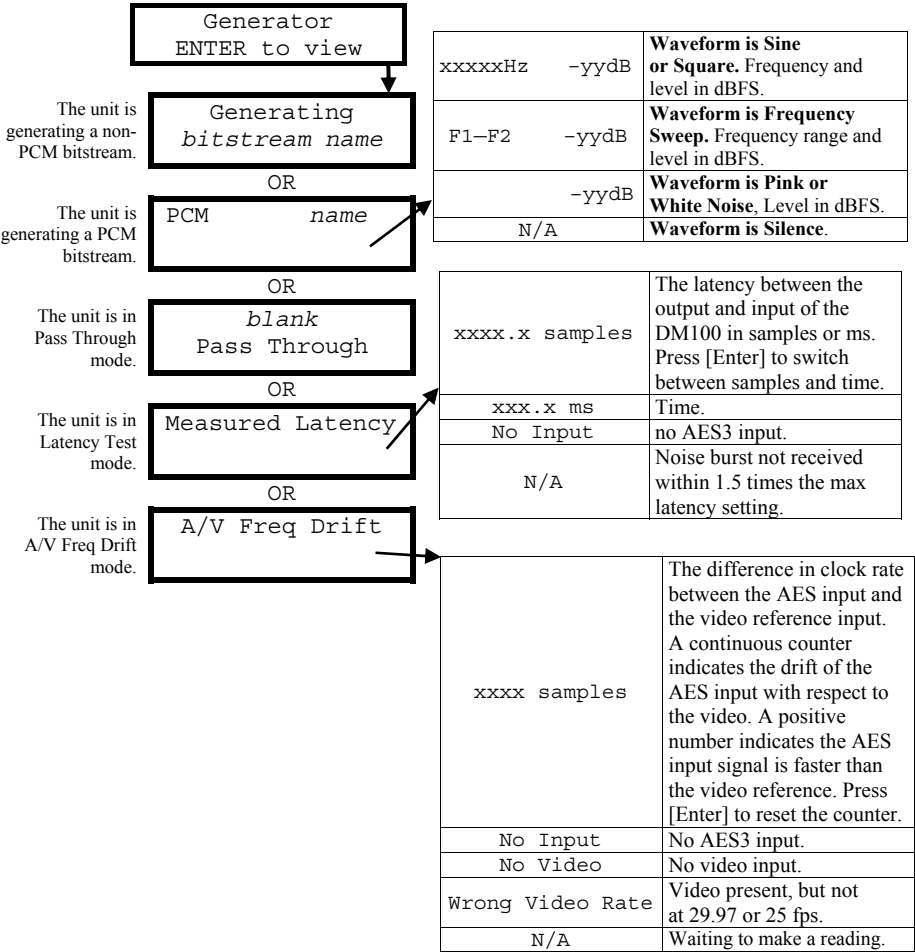 Generator
ENTER to view
The unit is
generating a non-
PCM bitstream.
Generating
bitstream name
OR
The unit is
generating a PCM
bitstream.
PCM name
OR
The unit is in
Pass Through
mode.
blank
Pass Through
OR
The unit is in
Latency Test
mode.
Measured Latency
OR
The unit is in
A/V Freq Drift
mode.
A/V Freq Drift
xxxxxHz -yydB
Waveform is Sine
or Square. Frequency and
level in dBFS.
F1—F2 -yydB
Waveform is Frequency
Sweep. Frequency range and
level in dBFS.
-yydB
Waveform is Pink or
White Noise, Level in dBFS.
N/A
Waveform is Silence.
xxxx.x samples
The latency between the
output and input of the
DM100 in samples or ms.
Press [Enter] to switch
between samples and time.
xxx.x ms
Time.
No Input
no AES3 input.
N/A
Noise burst not received
within 1.5 times the max
latency setting.
xxxx samples
The difference in clock rate
between the AES input and
the video reference input.
A continuous counter
indicates the drift of the
AES input with respect to
the video. A positive
number indicates the AES
input signal is faster than
the video reference. Press
[Enter] to reset the counter.
No Input
No AES3 input.
No Video
No video input.
Wrong Video Rate
Video present, but not
at 29.97 or 25 fps.
N/A
Waiting to make a reading.